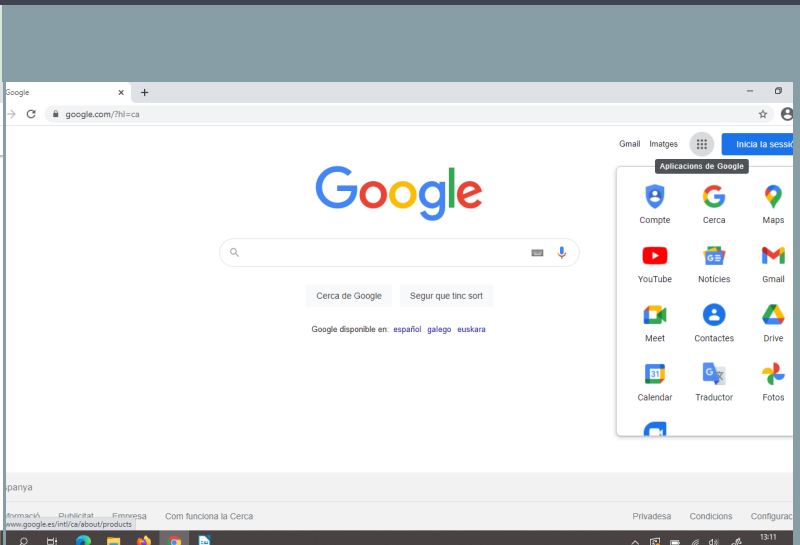 Google
google.com/?hl=ca
Gmail Imatges
Inicia la
Aplicacions de Google
Google
Compte Cerca Maps
YouTube Notícies Gmail
Meet Contactes Drive
31
Calendar Traductor Fotos
Cerca de Google Segur que tinc sort
Google disponible en: español galego euskara
Publicitat Empresa Com funciona la Cerca
Privadesa Condicions
www.google.es/intl/ca/about/products
13:11